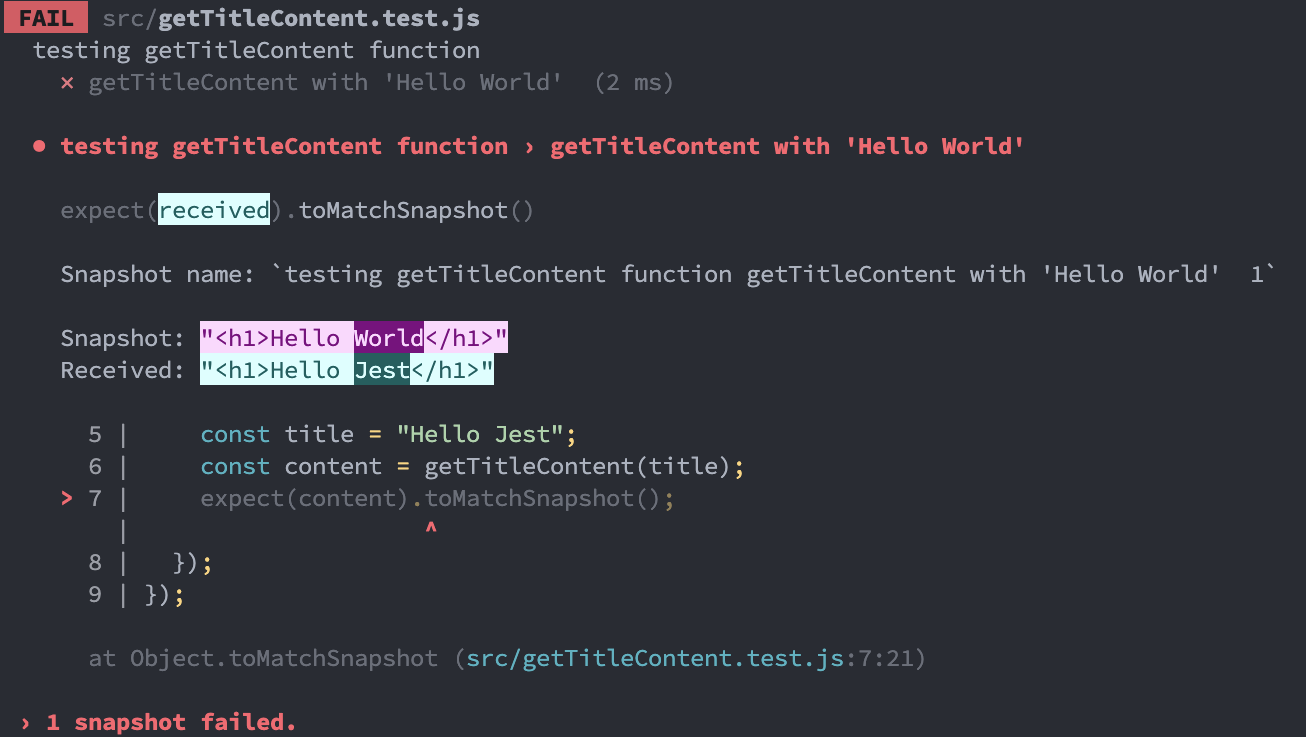 FAIL src/getTitleContent.test.js
testing getTitleContent function
✕ getTitleContent with 'Hello World' (2 ms)
● testing getTitleContent function › getTitleContent with 'Hello World'
expect(received).toMatchSnapshot()
Snapshot name: `testing getTitleContent function getTitleContent with 'Hello World'  1`
Snapshot: "<h1>Hello World</h1>"
Received: "<h1>Hello Jest</h1>"
5 |     const title = "Hello Jest";
6 |     const content = getTitleContent(title);
> 7 |     expect(content).toMatchSnapshot();
|                     ^
8 |   });
9 | });
at Object.toMatchSnapshot (src/getTitleContent.test.js:7:21)
› 1 snapshot failed.